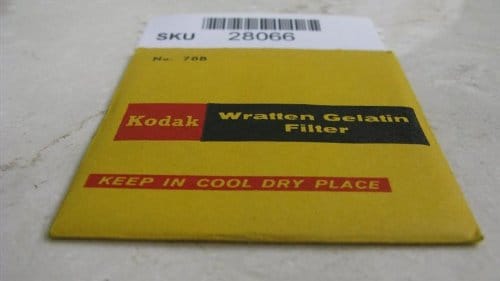 SKU 28066
No. 78B
Kodak Wratten Gelatin
Filter
KEEP IN COOL DRY PLACE